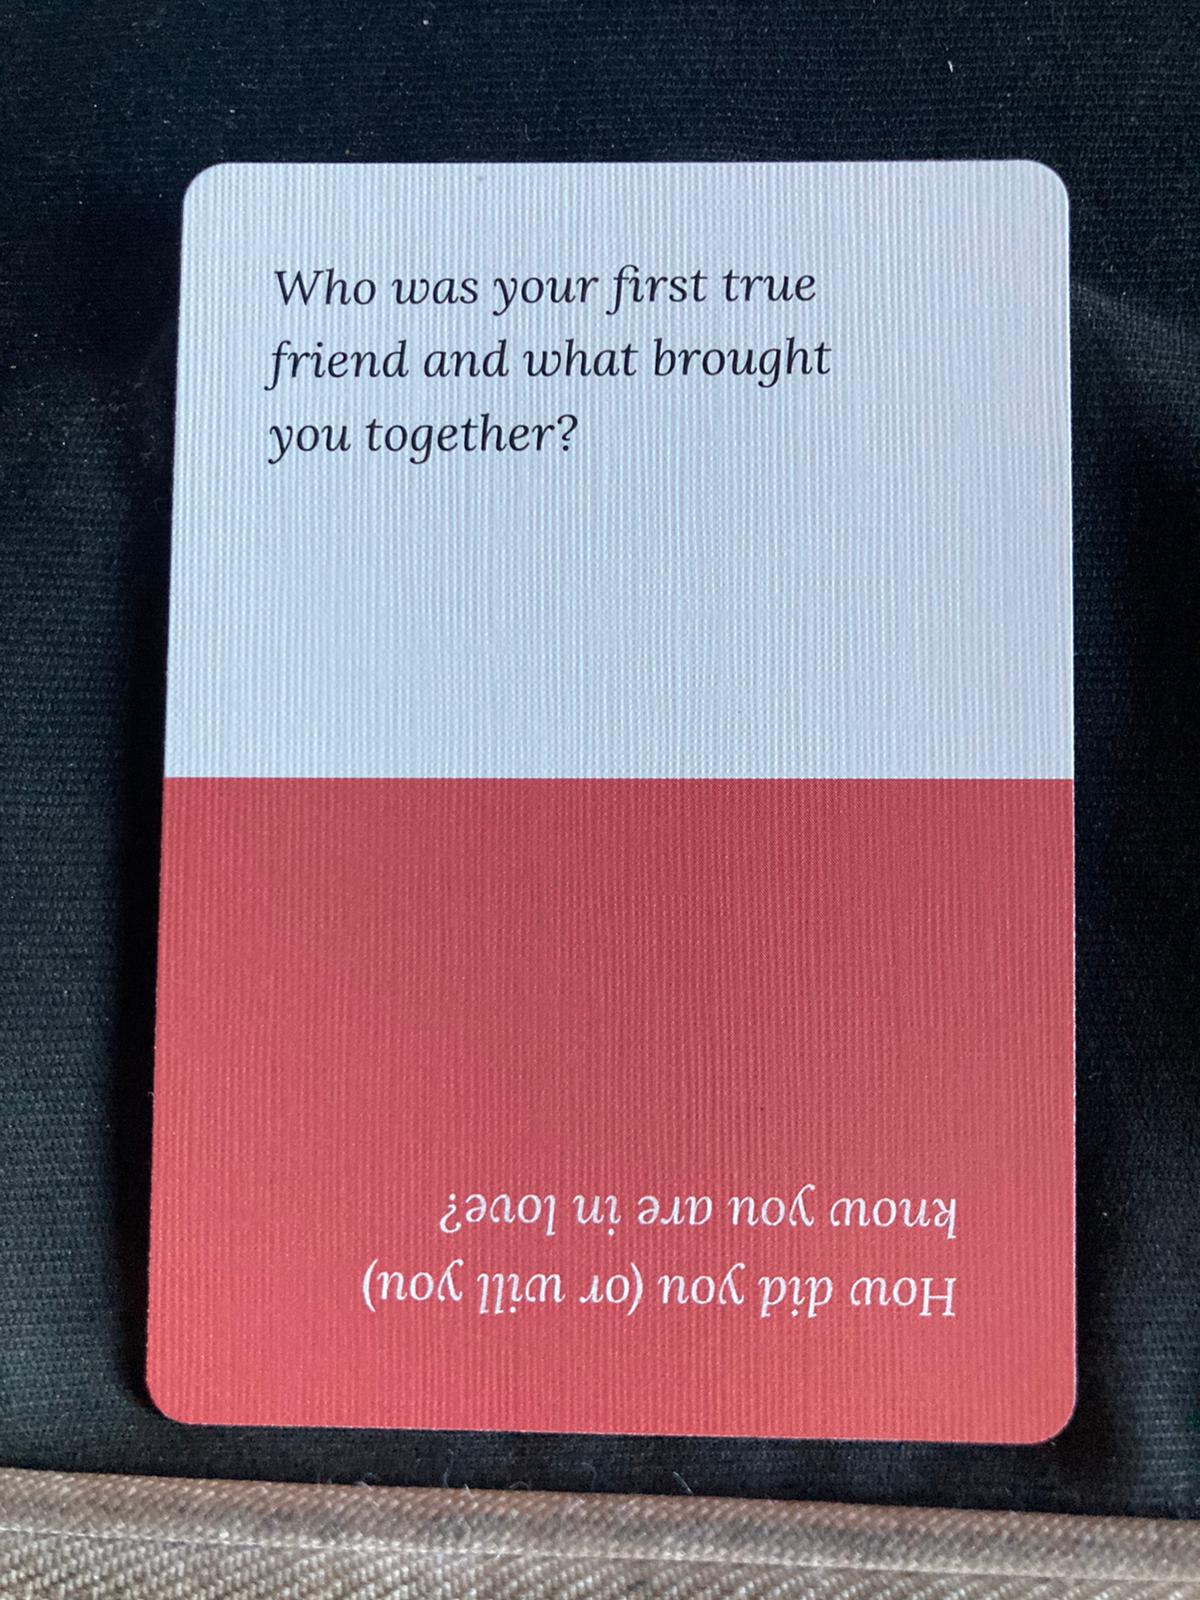 Who was your first true
friend and what brought
you together?
How did you (or will you)
know you are in love?